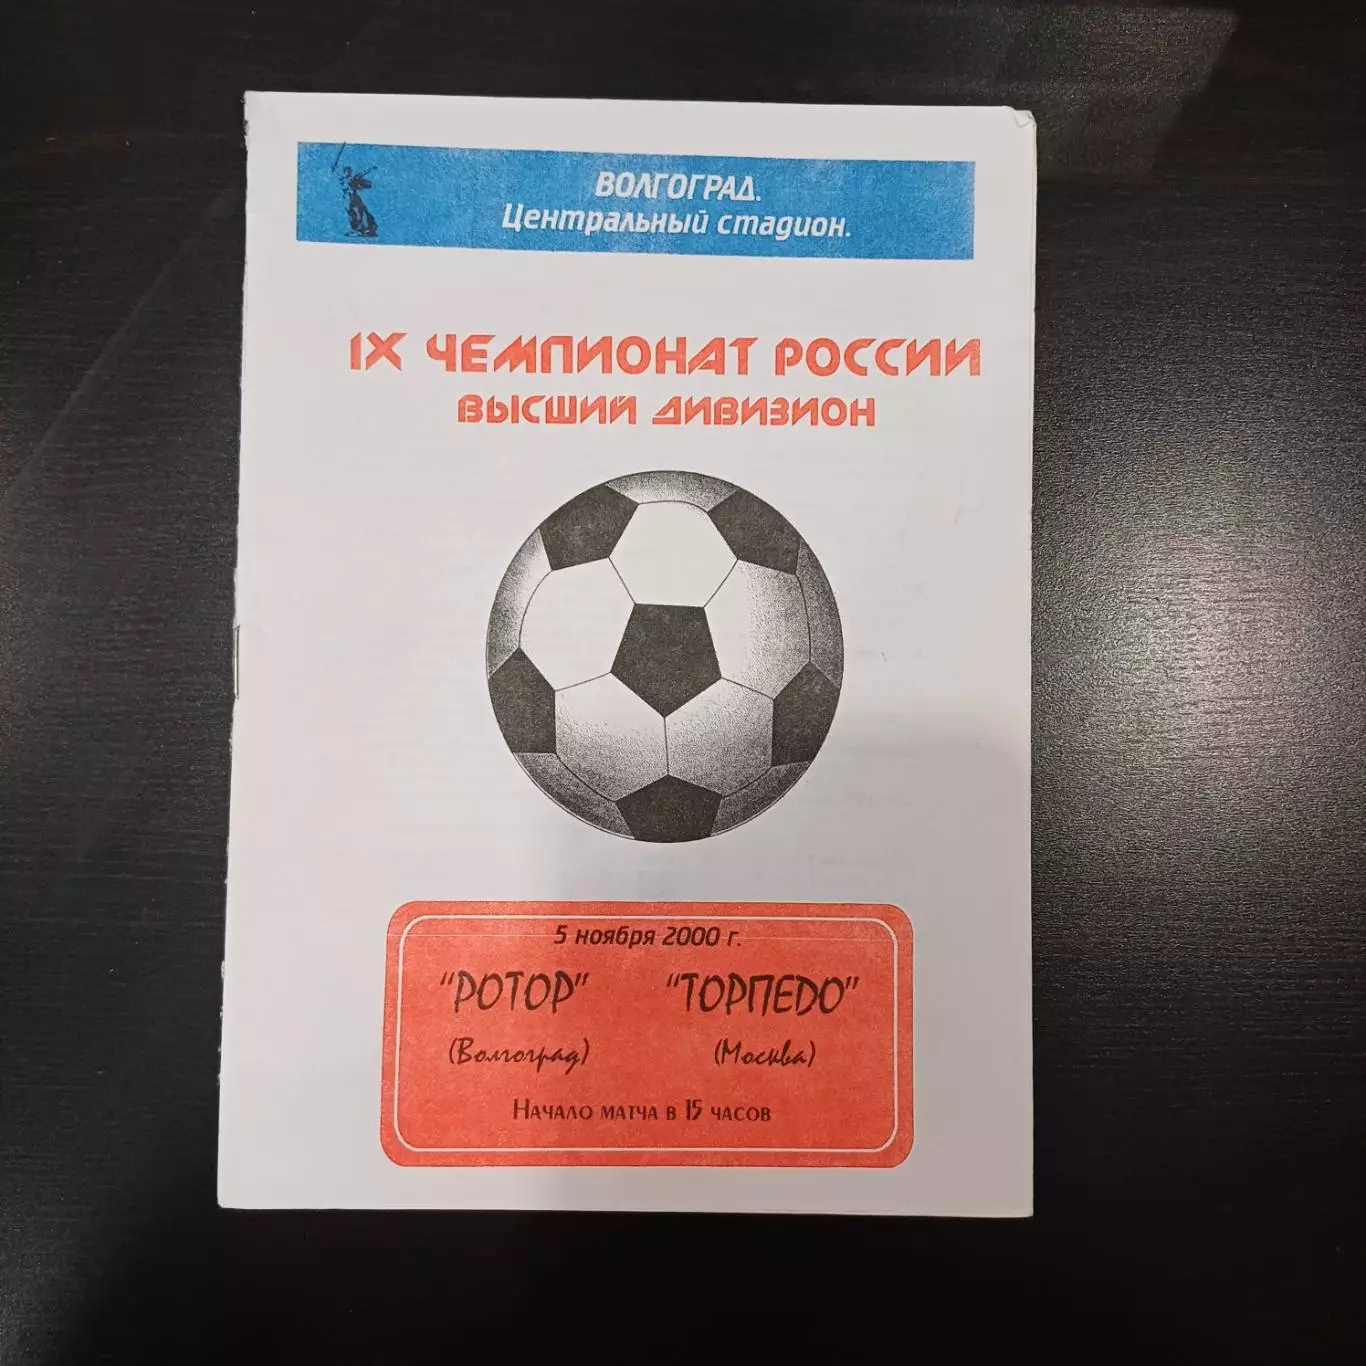 ВОЛГОГРАД.
Центральный стадион.
IX ЧЕМПИОНАТ РОССИИ
ВЫСШИЙ ДИВИЗИОН
5 ноября 2000 г.
"РОТОР" "ТОРПЕДО"
(Волгоград) (Москва)
Начало матча в 15 часов